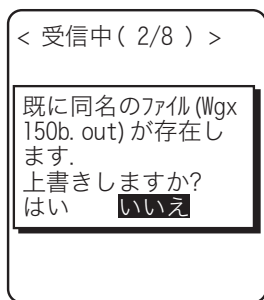 < 受信中( 2/8 ) >
既に同名のﾌｧｲﾙ(Wgx
150b. out)が存在し
ます.
上書きしますか?
はい　　いいえ